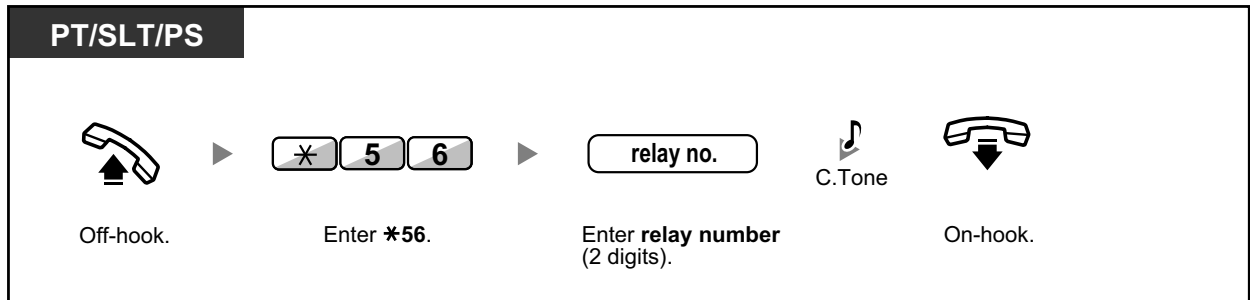 PT/SLT/PS
✳ 5 6
relay no.
C.Tone
Off-hook.
Enter ✳56.
Enter relay number
(2 digits).
On-hook.